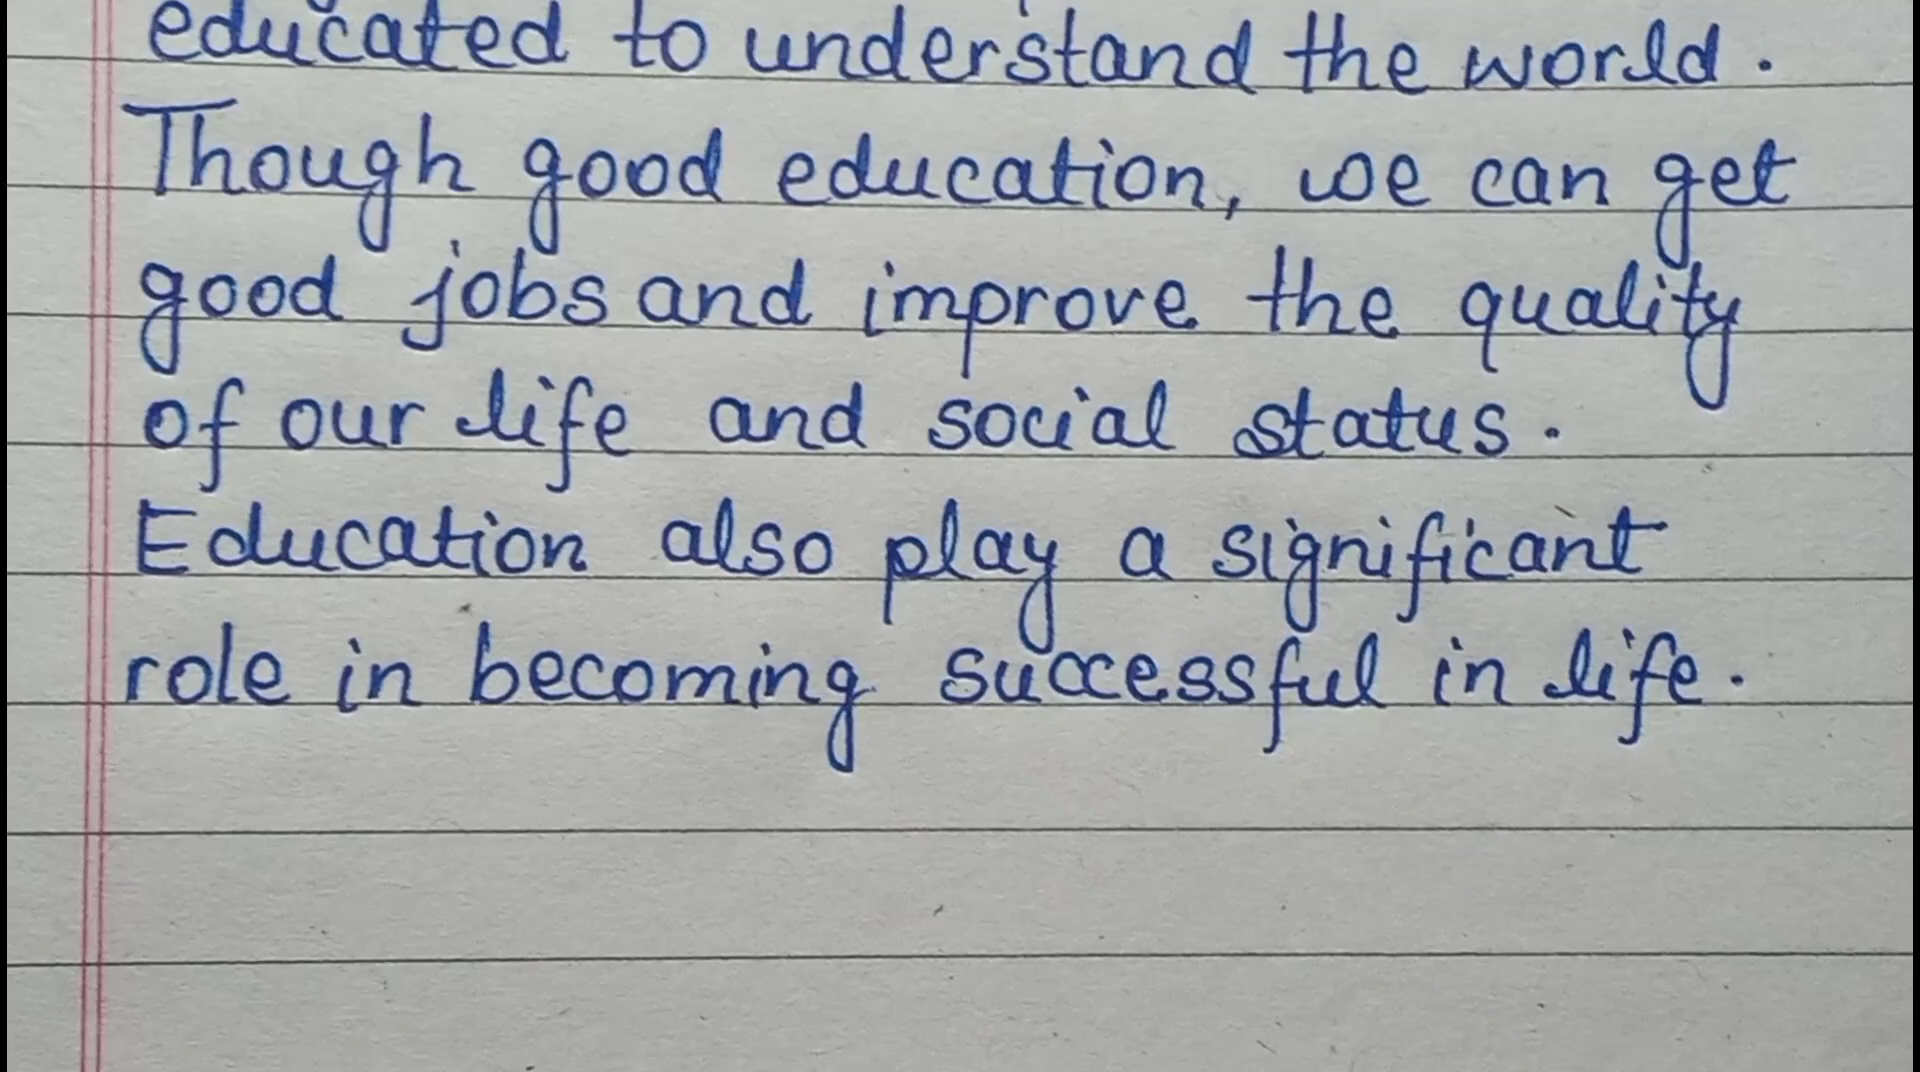 educated to understand the world.
Though good education, we can get
good jobs and improve the quality
of our life and social status.
Education also play a significant
role in becoming successful in life.